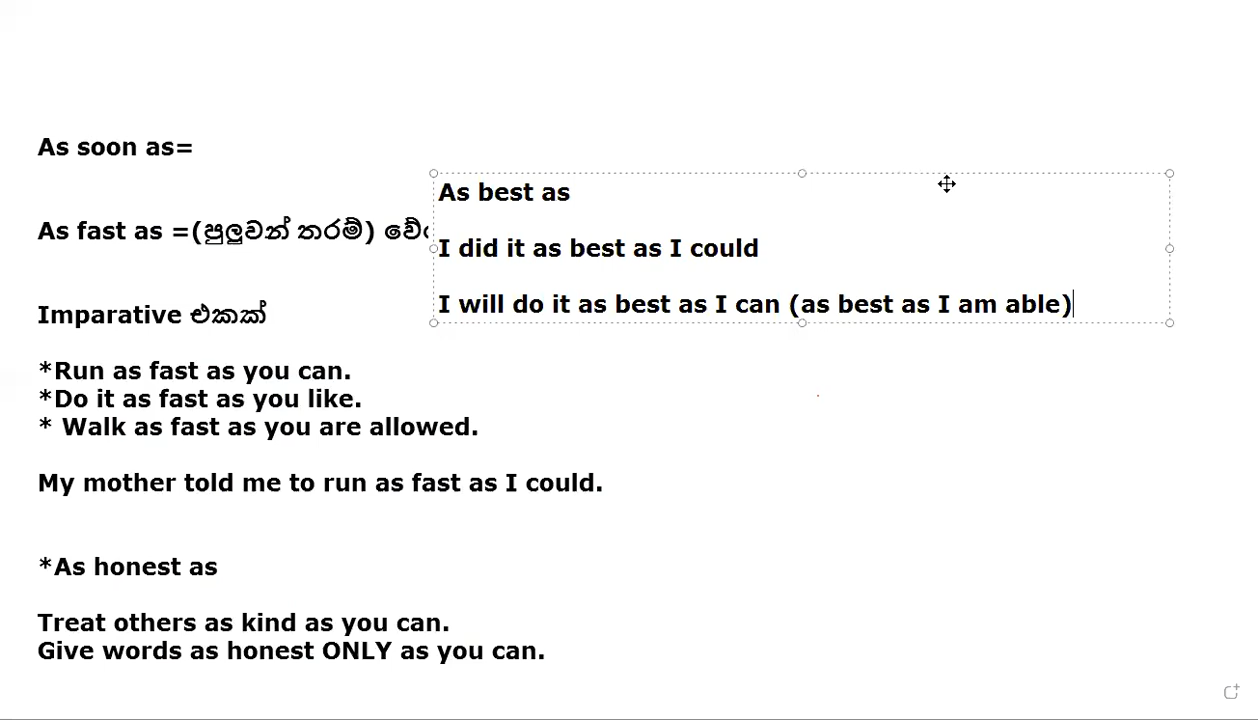 As soon as=
As fast as =(පුලුවන් තරම්)
As best as
I did it as best as I could
I will do it as best as I can (as best as I am able)
Imparative එකක්
*Run as fast as you can.
*Do it as fast as you like.
* Walk as fast as you are allowed.
My mother told me to run as fast as I could.
*As honest as
Treat others as kind as you can.
Give words as honest ONLY as you can.